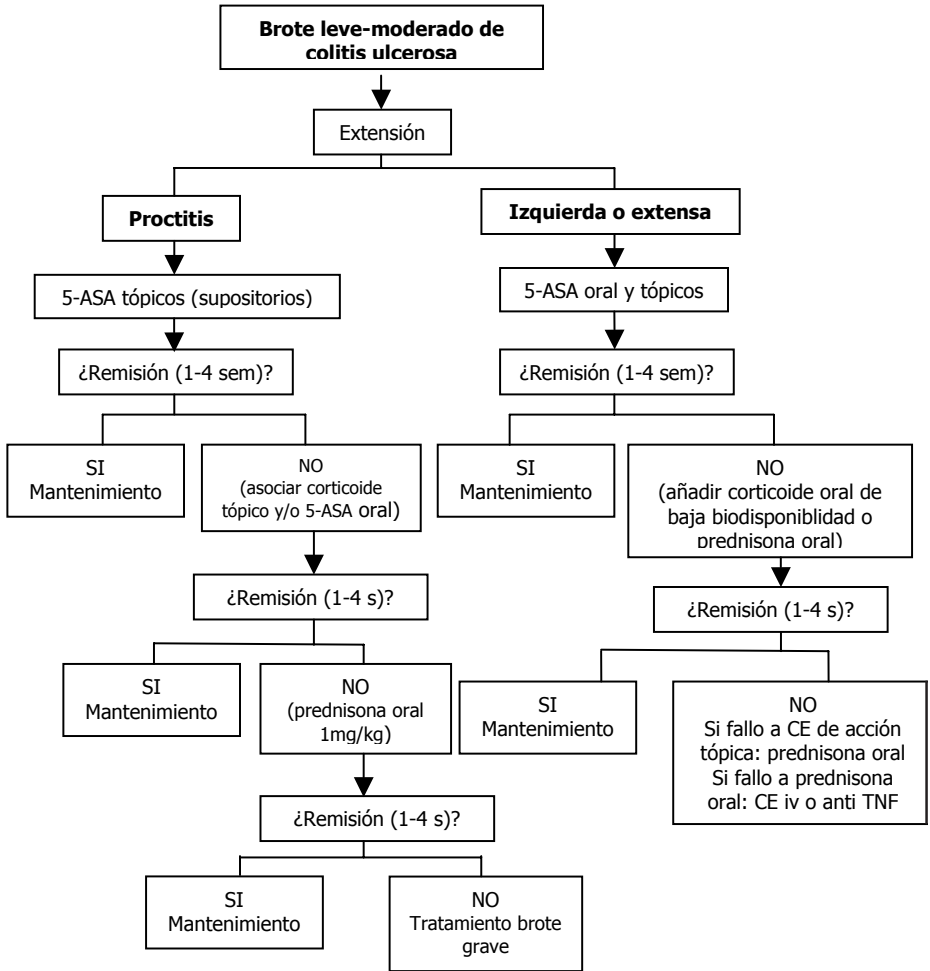 Brote leve-moderado de
colitis ulcerosa
Extensión
Proctitis
Izquierda o extensa
5-ASA tópicos (supositorios)
5-ASA oral y tópicos
¿Remisión (1-4 sem)?
¿Remisión (1-4 sem)?
SI
Mantenimiento
NO
(asociar corticoide
tópico y/o 5-ASA oral)
SI
Mantenimiento
NO
(añadir corticoide oral de
baja biodisponiblidad o
prednisona oral)
¿Remisión (1-4 s)?
¿Remisión (1-4 s)?
SI
Mantenimiento
NO
(prednisona oral
1mg/kg)
SI
Mantenimiento
NO
Si fallo a CE de acción
tópica: prednisona oral
Si fallo a prednisona
oral: CE iv o anti TNF
¿Remisión (1-4 s)?
SI
Mantenimiento
NO
Tratamiento brote
grave